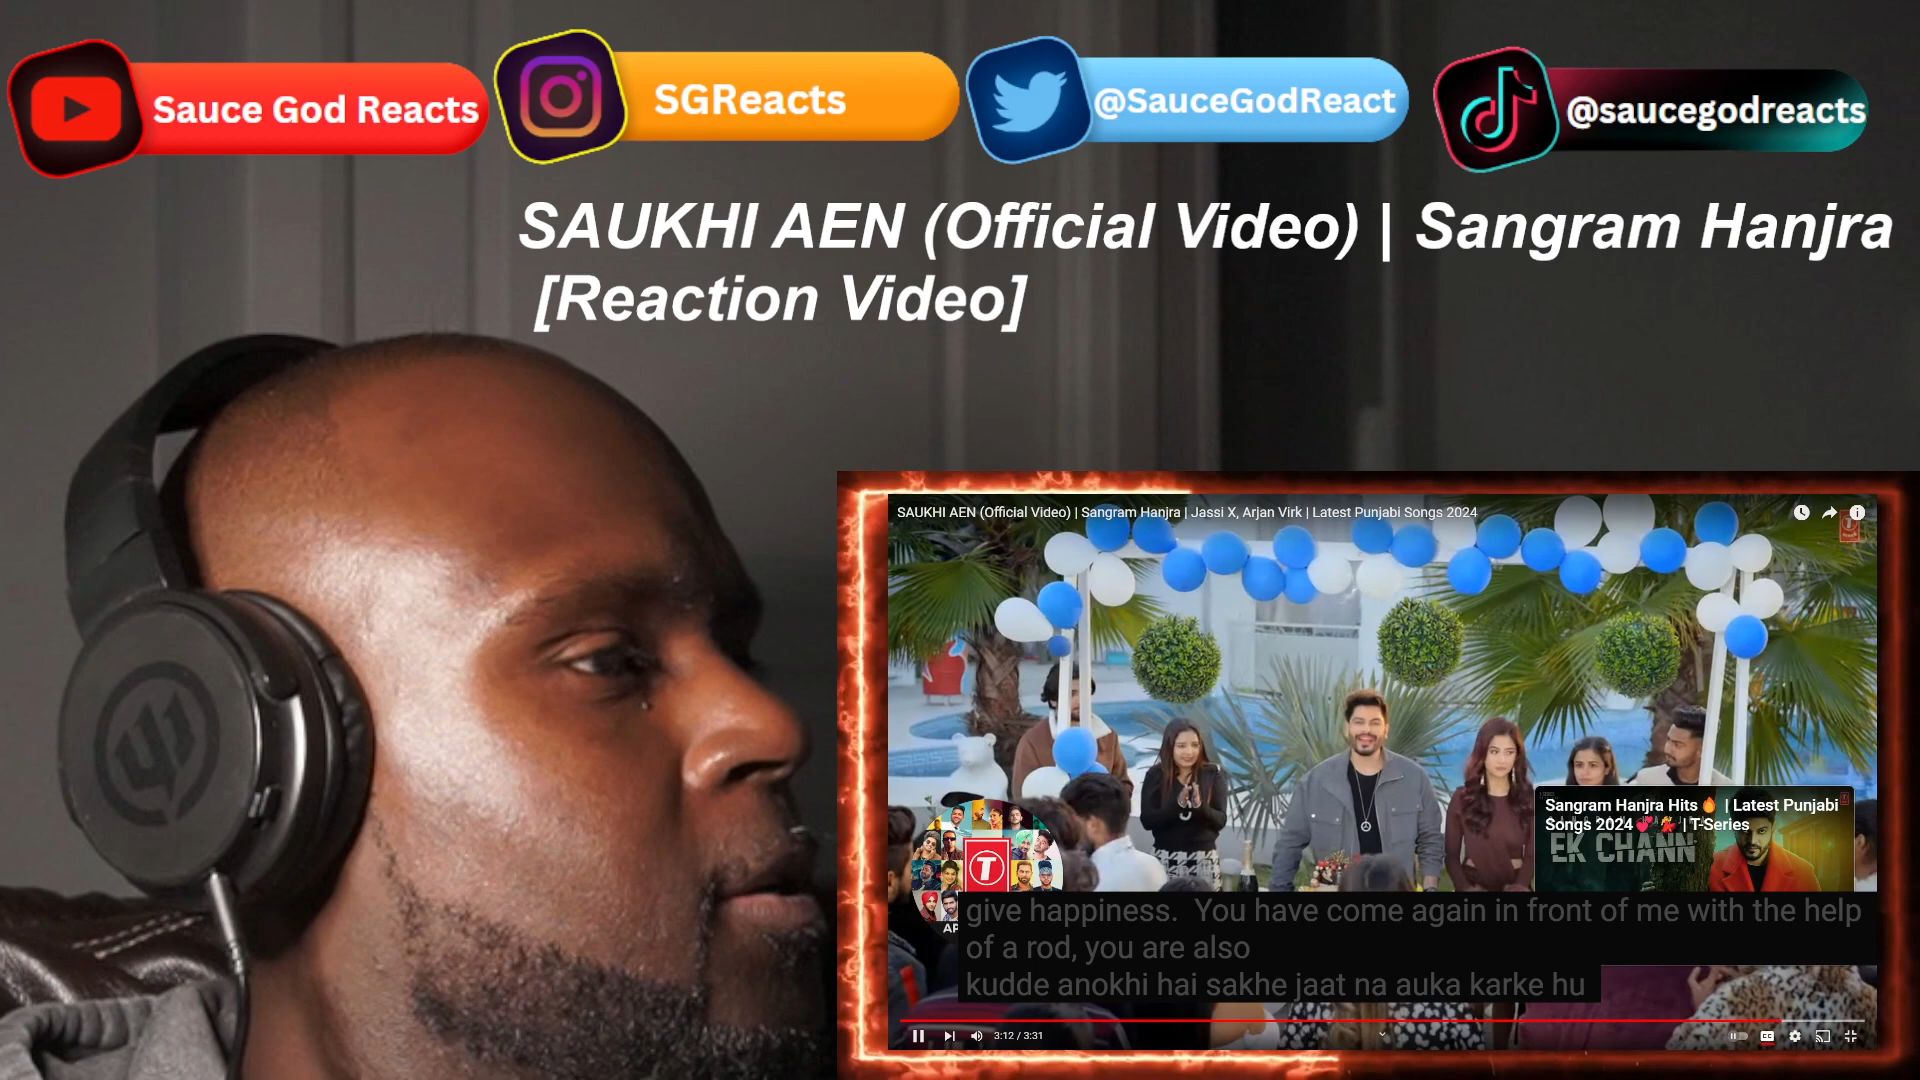 Sauce God Reacts
SGReacts
@SauceGodReact
@saucegodreacts
SAUKHI AEN (Official Video) | Sangram Hanjra
[Reaction Video]
SAUKHI AEN (Official Video) | Sangram Hanjra | Jassi X, Arjan Virk | Latest Punjabi Songs 2024
Sangram Hanjra Hits🔥 | Latest Punjabi
Songs 2024 💞 💃 | T-Series
EK CHANN
T
AP
give happiness.  You have come again in front of me with the help
of a rod, you are also
kudde anokhi hai sakhe jaat na auka karke hu
3:12 / 3:31
CC